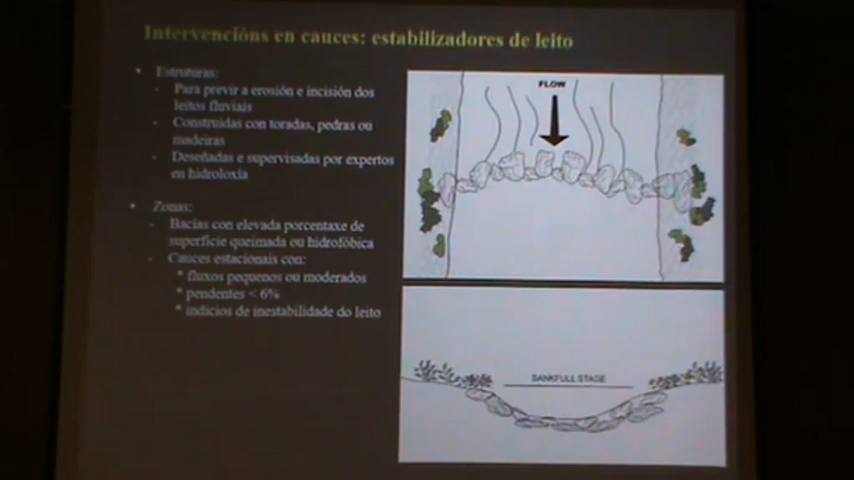 Intervencións en cauces: estabilizadores de leito
• Estruturas:
- Para previr a erosión e incisión dos
leitos fluviais
- Construidas con toradas, pedras ou
madeiras
- Deseñadas e supervisadas por expertos
en hidroloxía
• Zonas:
- Bacías con elevada porcentaxe de
superficie queimada ou hidrofóbica
- Cauces estacionais con:
* fluxos pequenos ou moderados
* pendentes < 6%
* indicios de inestabilidade do leito
FLOW
BANKFULL STAGE